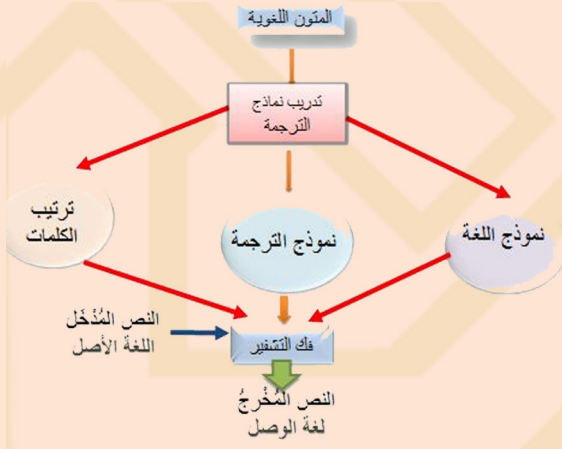 المتون اللغوية
تدريب نماذج
الترجمة
نموذج اللغة
نموذج الترجمة
ترتيب
الكلمات
النص المُدْخَل
اللغة الأصل
فك التشفير
النص المُخْرجُ
لغة الوصل